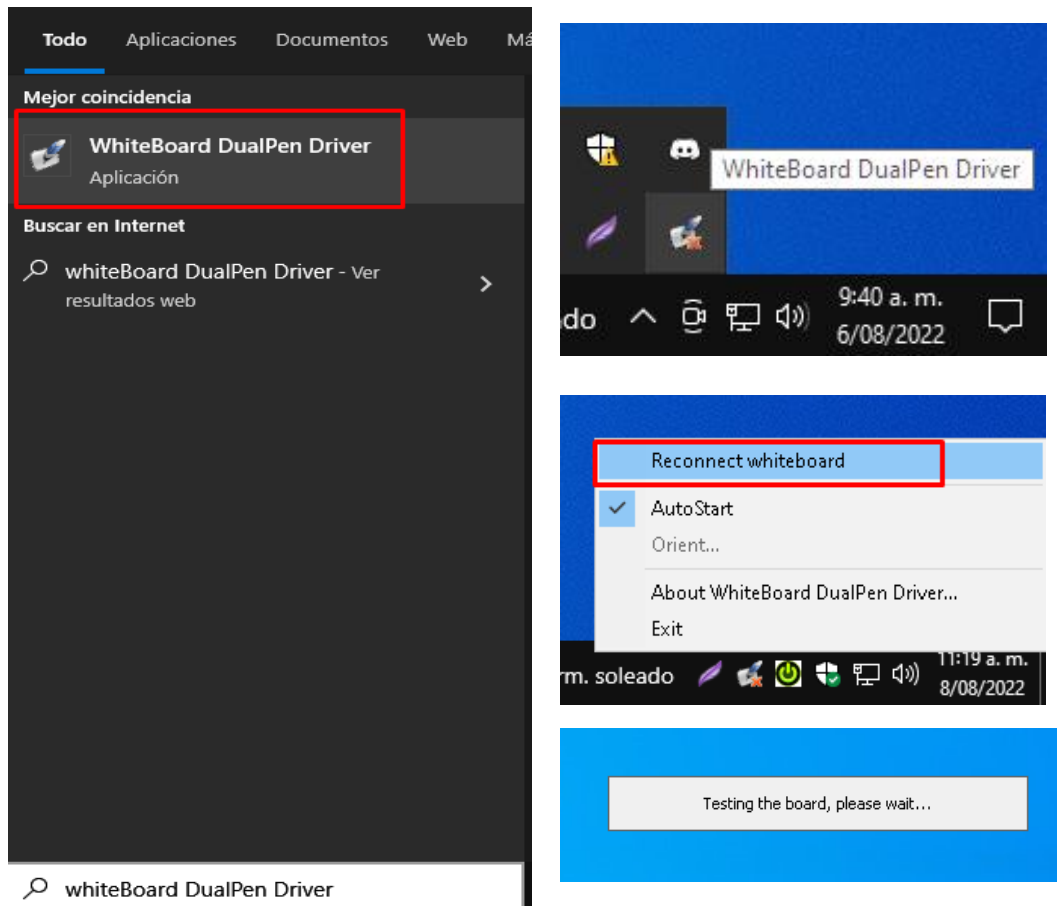 Todo Aplicaciones Documentos Web Má
Mejor coincidencia
WhiteBoard DualPen Driver
Aplicación
Buscar en Internet
whiteBoard DualPen Driver - Ver
resultados web
whiteBoard DualPen Driver
WhiteBoard DualPen Driver
do 9:40 a. m.
6/08/2022
Reconnect whiteboard
AutoStart
Orient...
About WhiteBoard DualPen Driver...
Exit
rm. soleado 11:19 a. m.
8/08/2022
Testing the board, please wait...